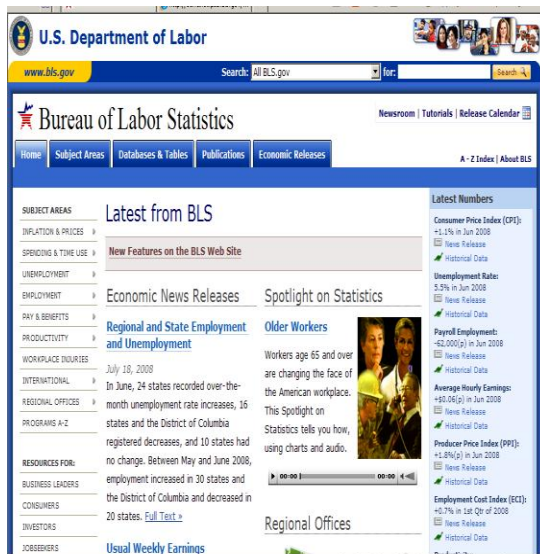 U.S. Department of Labor
www.bls.gov
Search: All BLS.gov for: Search
Bureau of Labor Statistics
Newsroom | Tutorials | Release Calendar
Home Subject Areas Databases & Tables Publications Economic Releases
A - Z Index | About BLS
SUBJECT AREAS
INFLATION & PRICES
SPENDING & TIME USE
UNEMPLOYMENT
EMPLOYMENT
PAY & BENEFITS
PRODUCTIVITY
WORKPLACE INJURIES
INTERNATIONAL
REGIONAL OFFICES
PROGRAMS A-Z
RESOURCES FOR:
BUSINESS LEADERS
CONSUMERS
INVESTORS
JOBSEEKERS
Latest from BLS
New Features on the BLS Web Site
Economic News Releases
Regional and State Employment
and Unemployment
July 18, 2008
In June, 24 states recorded over-the-
month unemployment rate increases, 16
states and the District of Columbia
registered decreases, and 10 states had
no change. Between May and June 2008,
employment increased in 30 states and
the District of Columbia and decreased in
20 states. Full Text »
Usual Weekly Earnings
Spotlight on Statistics
Older Workers
Workers age 65 and over
are changing the face of
the American workplace.
This Spotlight on
Statistics tells you how,
using charts and audio.
00:00 00:00
Regional Offices
Latest Numbers
Consumer Price Index (CPI):
+1.1% in Jun 2008
News Release
Historical Data
Unemployment Rate:
5.5% in Jun 2008
News Release
Historical Data
Payroll Employment:
-62,000(p) in Jun 2008
News Release
Historical Data
Average Hourly Earnings:
+$0.06(p) in Jun 2008
News Release
Historical Data
Producer Price Index (PPI):
+1.8%(p) in Jun 2008
News Release
Historical Data
Employment Cost Index (ECI):
+0.7% in 1st Qtr of 2008
News Release
Historical Data